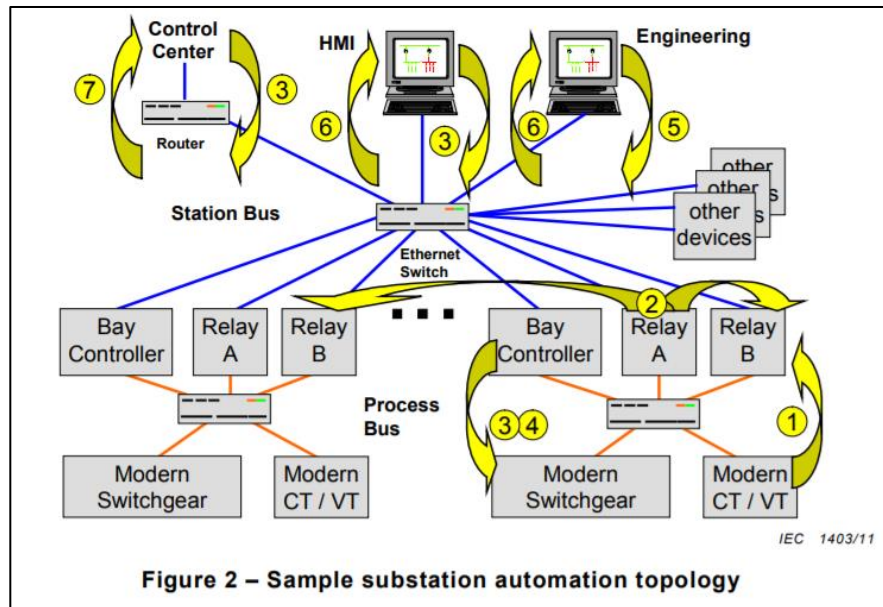 Control
Center
HMI
Engineering
7
3
6
3
6
5
Router
Station Bus
Ethernet
Switch
other
other
other
devices
2
Bay
Controller
Relay
A
Relay
B
Bay
Controller
Relay
A
Relay
B
Process
Bus
3 4
1
Modern
Switchgear
Modern
CT / VT
Modern
Switchgear
Modern
CT / VT
IEC 1403/11
Figure 2 – Sample substation automation topology